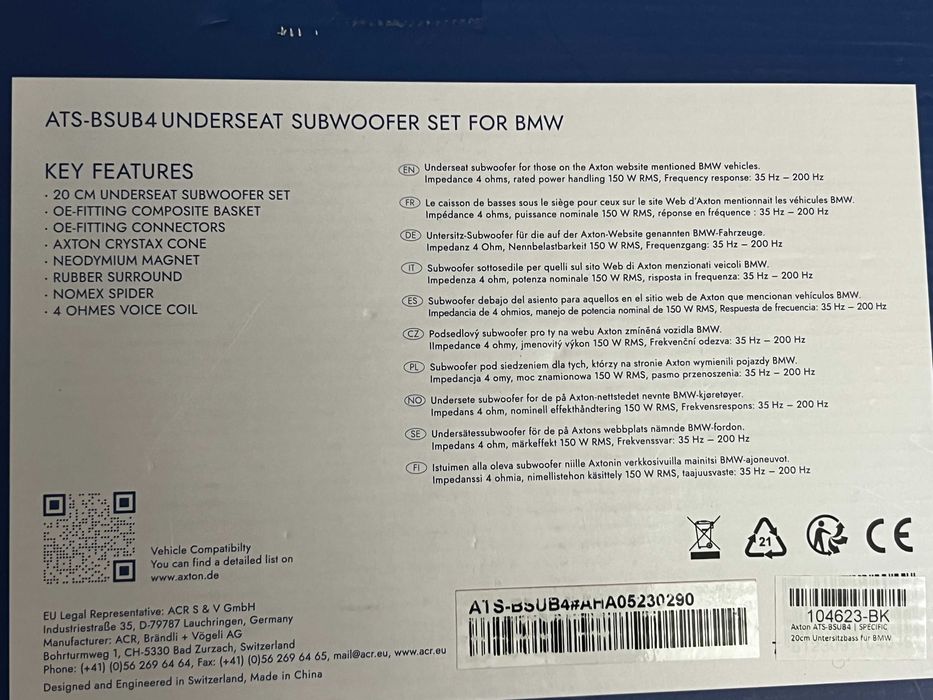 ATS-BSUB4 UNDERSEAT SUBWOOFER SET FOR BMW
KEY FEATURES
· 20 CM UNDERSEAT SUBWOOFER SET
· OE-FITTING COMPOSITE BASKET
· OE-FITTING CONNECTORS
· AXTON CRYSTAX CONE
· NEODYMIUM MAGNET
· RUBBER SURROUND
· NOMEX SPIDER
· 4 OHMES VOICE COIL
EN Underseat subwoofer for those on the Axton website mentioned BMW vehicles.
Impedance 4 ohms, rated power handling 150 W RMS, Frequency response: 35 Hz – 200 Hz
FR Le caisson de basses sous le siège pour ceux sur le site Web d'Axton mentionnait les véhicules BMW.
Impédance 4 ohms, puissance nominale 150 W RMS, réponse en fréquence : 35 Hz – 200 Hz
DE Untersitz-Subwoofer für die auf der Axton-Website genannten BMW-Fahrzeuge.
Impedanz 4 Ohm, Nennbelastbarkeit 150 W RMS, Frequenzgang: 35 Hz – 200 Hz
IT Subwoofer sottosedile per quelli sul sito Web di Axton menzionati veicoli BMW.
Impedenza 4 ohm, potenza nominale 150 W RMS, risposta in frequenza: 35 Hz – 200 Hz
ES Subwoofer debajo del asiento para aquellos en el sitio web de Axton que mencionan vehículos BMW.
Impedancia de 4 ohmios, manejo de potencia nominal de 150 W RMS, Respuesta de frecuencia: 35 Hz – 200 Hz
CZ Podsedlový subwoofer pro ty na webu Axton zmíněná vozidla BMW.
IImpedance 4 ohmy, jmenovitý výkon 150 W RMS, Frekvenční odezva: 35 Hz – 200 Hz
PL Subwoofer pod siedzeniem dla tych, którzy na stronie Axton wymienili pojazdy BMW.
Impedancja 4 omy, moc znamionowa 150 W RMS, pasmo przenoszenia: 35 Hz – 200 Hz
NO Undersete subwoofer for de på Axton-nettstedet nevnte BMW-kjøretøyer.
Impedans 4 ohm, nominell effekthåndtering 150 W RMS, Frekvensrespons: 35 Hz – 200 Hz
SE Undersätessubwoofer för de på Axtons webbplats nämnde BMW-fordon.
Impedans 4 ohm, märkeffekt 150 W RMS, Frekvenssvar: 35 Hz – 200 Hz
FI Istuimen alla oleva subwoofer niille Axtonin verkkosivuilla mainitsi BMW-ajoneuvot.
Impedanssi 4 ohmia, nimellistehon käsittely 150 W RMS, taajuusvaste: 35 Hz – 200 Hz
Vehicle Compatibilty
You can find a detailed list on
www.axton.de
21
CE
EU Legal Representative: ACR S & V GmbH
Industriestraße 35, D-79787 Lauchringen, Germany
Manufacturer: ACR, Brändli + Vögeli AG
Bohrturmweg 1, CH-5330 Bad Zurzach, Switzerland
Phone: (+41) (0)56 269 64 64, Fax: (+41) (0)56 269 64 65, mail@acr.eu, www.acr.eu
Designed and Engineered in Switzerland, Made in China
ATS-BSUB4#AHA05230290
104623-BK
Axton ATS-BSUB4 | SPECIFIC
20cm Untersitzbass für BMW